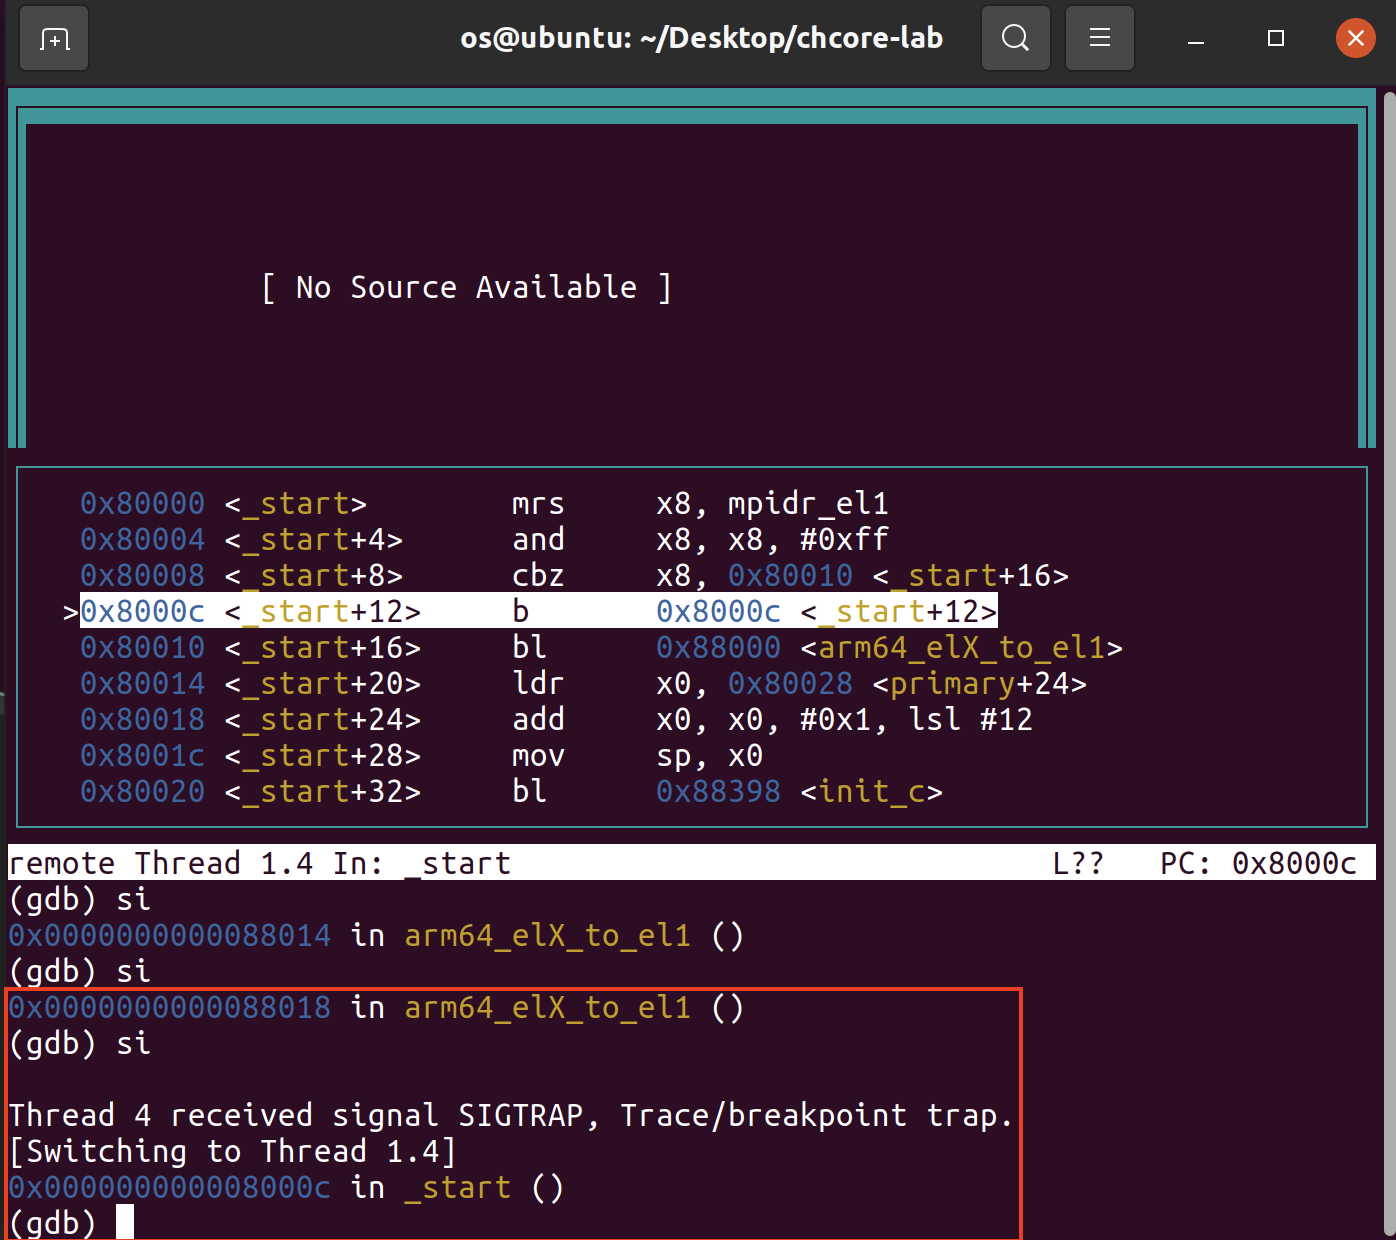 os@ubuntu: ~/Desktop/chcore-lab
[ No Source Available ]
0x80000 <_start> mrs x8, mpidr_el1
0x80004 <_start+4> and x8, x8, #0xff
0x80008 <_start+8> cbz x8, 0x80010 <_start+16>
>0x8000c <_start+12> b 0x8000c <_start+12>
0x80010 <_start+16> bl 0x88000 <arm64_elX_to_el1>
0x80014 <_start+20> ldr x0, 0x80028 <primary+24>
0x80018 <_start+24> add x0, x0, #0x1, lsl #12
0x8001c <_start+28> mov sp, x0
0x80020 <_start+32> bl 0x88398 <init_c>
remote Thread 1.4 In: _start L?? PC: 0x8000c
(gdb) si
0x0000000000088014 in arm64_elX_to_el1 ()
(gdb) si
0x0000000000088018 in arm64_elX_to_el1 ()
(gdb) si
Thread 4 received signal SIGTRAP, Trace/breakpoint trap.
[Switching to Thread 1.4]
0x000000000008000c in _start ()
(gdb)